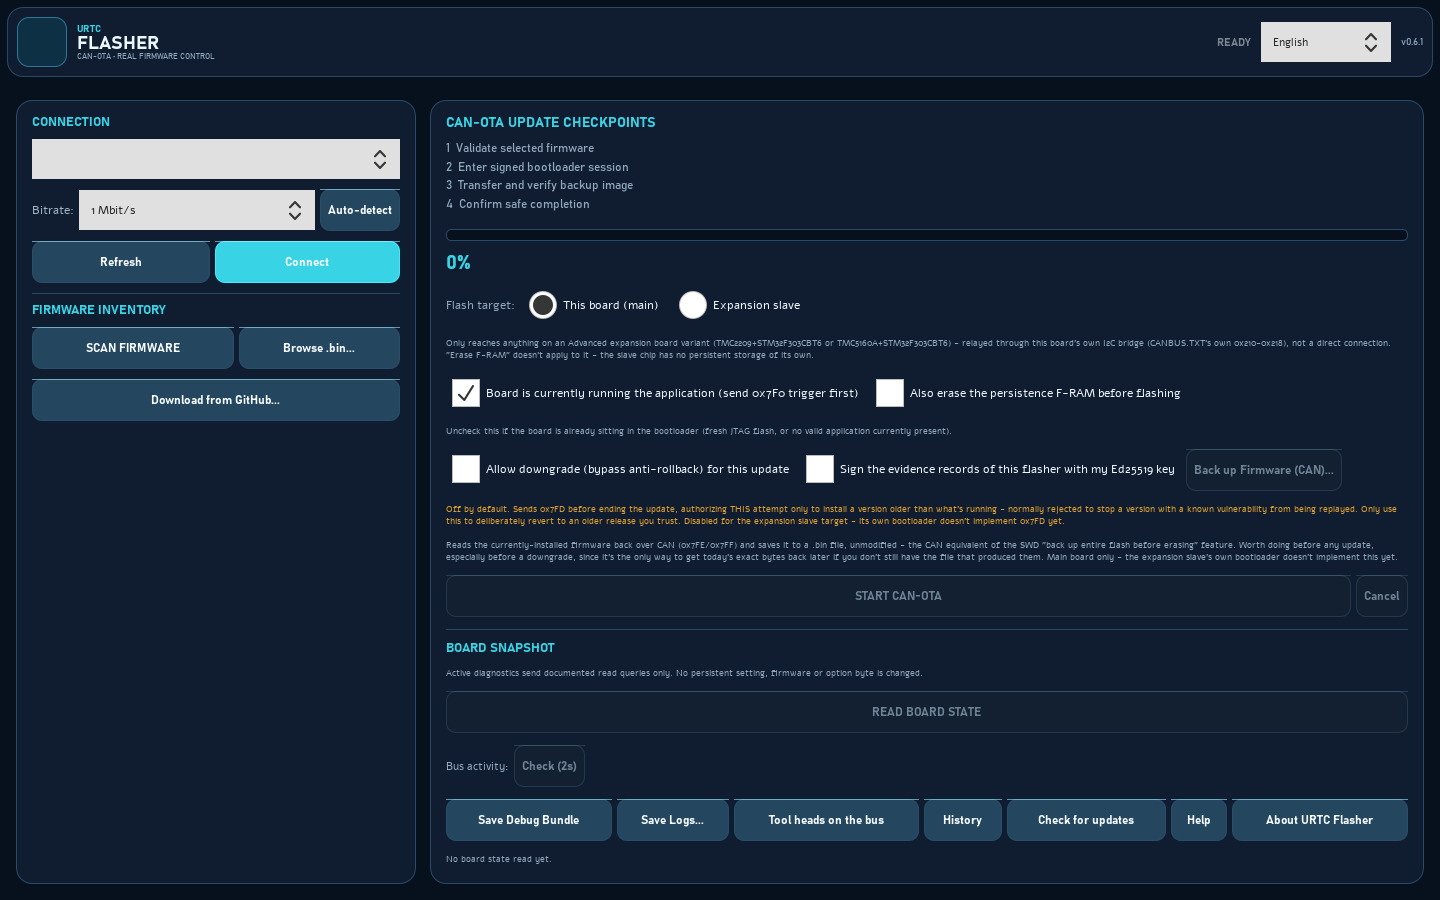 URTC
FLASHER
CAN-OTA · REAL FIRMWARE CONTROL
READY
English
v0.6.1
CONNECTION
Bitrate:
1 Mbit/s
Auto-detect
Refresh
Connect
FIRMWARE INVENTORY
SCAN FIRMWARE
Browse .bin...
Download from GitHub...
CAN-OTA UPDATE CHECKPOINTS
1 Validate selected firmware
2 Enter signed bootloader session
3 Transfer and verify backup image
4 Confirm safe completion
0%
Flash target:
This board (main)
Expansion slave
Only reaches anything on an Advanced expansion board variant (TMC2209+STM32F303CBT6 or TMC5160A+STM32F303CBT6) - relayed through this board's own I2C bridge (CANBUS.TXT's own 0x210-0x218), not a direct connection.
"Erase F-RAM" doesn't apply to it - the slave chip has no persistent storage of its own.
Board is currently running the application (send 0x7F0 trigger first)
Also erase the persistence F-RAM before flashing
Uncheck this if the board is already sitting in the bootloader (fresh JTAG flash, or no valid application currently present).
Allow downgrade (bypass anti-rollback) for this update
Sign the evidence records of this flasher with my Ed25519 key
Back up Firmware (CAN)...
Off by default. Sends 0x7FD before ending the update, authorizing THIS attempt only to install a version older than what's running - normally rejected to stop a version with a known vulnerability from being replayed. Only use
this to deliberately revert to an older release you trust. Disabled for the expansion slave target - its own bootloader doesn't implement 0x7FD yet.
Reads the currently-installed firmware back over CAN (0x7FE/0x7FF) and saves it to a .bin file, unmodified - the CAN equivalent of the SWD "back up entire flash before erasing" feature. Worth doing before any update,
especially before a downgrade, since it's the only way to get today's exact bytes back later if you don't still have the file that produced them. Main board only - the expansion slave's own bootloader doesn't implement this yet.
START CAN-OTA
Cancel
BOARD SNAPSHOT
Active diagnostics send documented read queries only. No persistent setting, firmware or option byte is changed.
READ BOARD STATE
Bus activity:
Check (2s)
Save Debug Bundle
Save Logs...
Tool heads on the bus
History
Check for updates
Help
About URTC Flasher
No board state read yet.